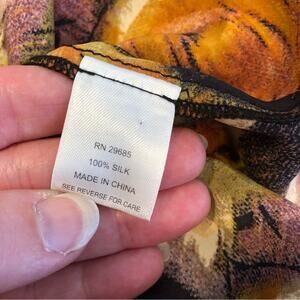 RN 29685
100% SILK
MADE IN CHINA
SEE REVERSE FOR CARE